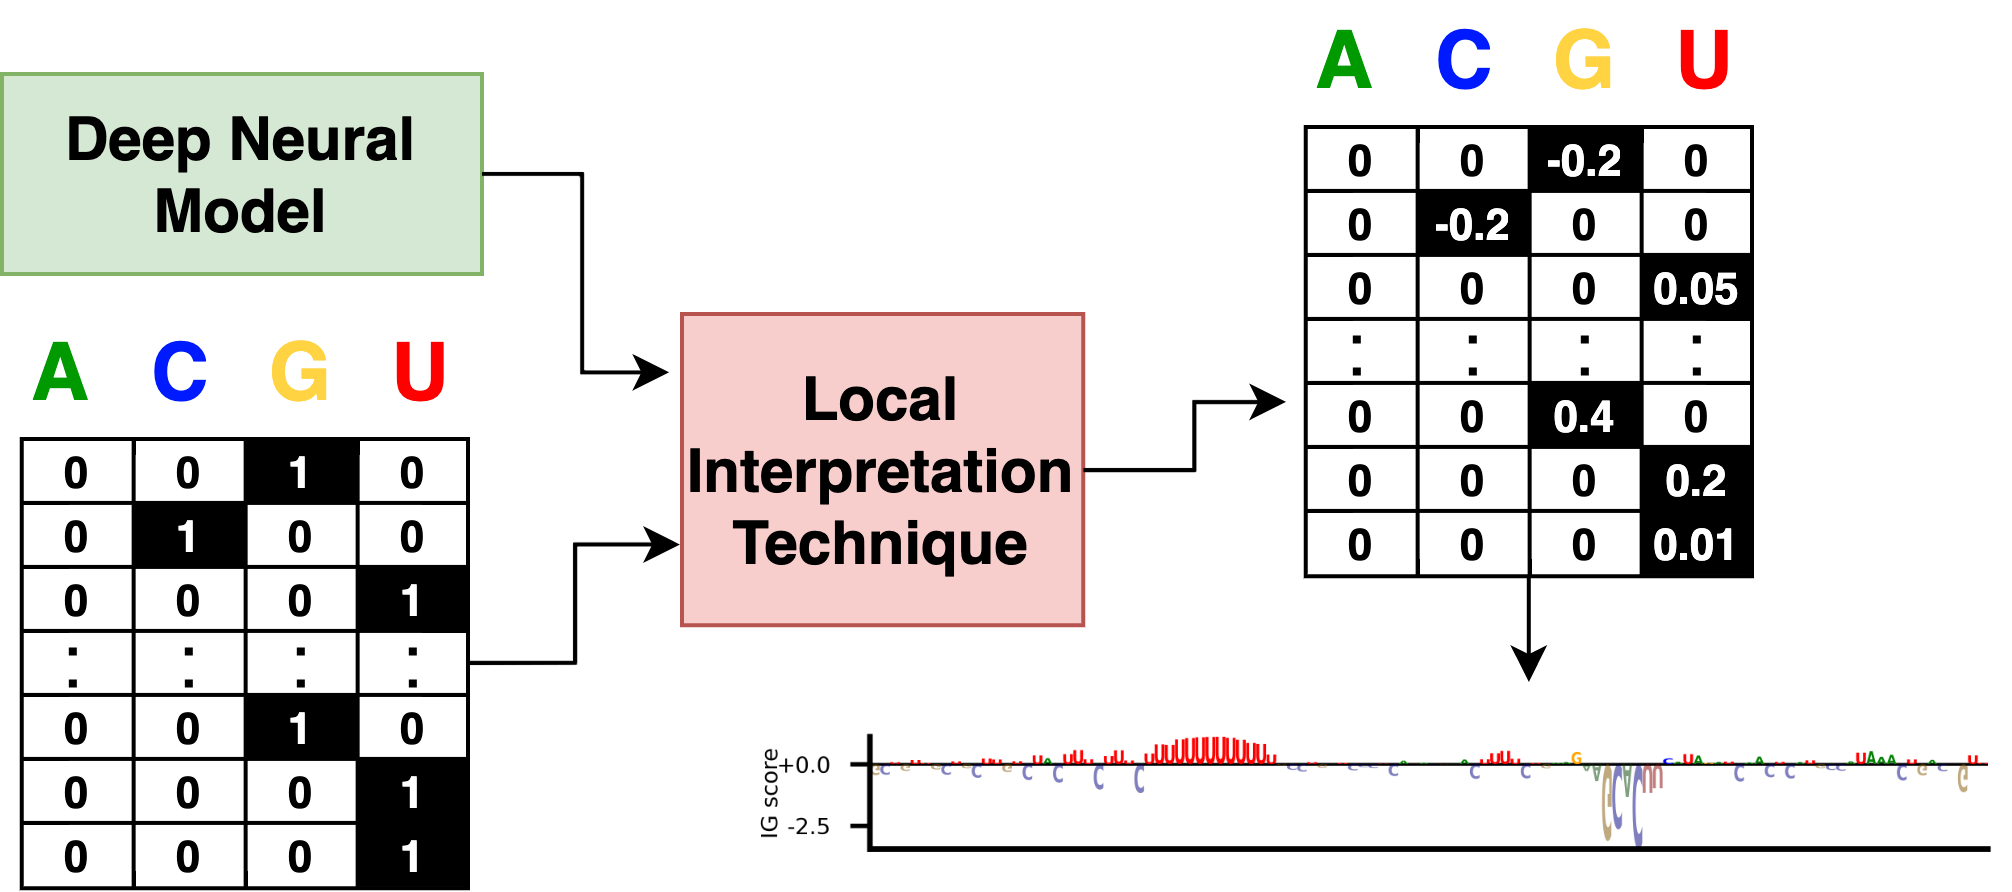 Deep Neural
Model
A C G U
0 0 1 0
0 1 0 0
0 0 0 1
: : : :
0 0 1 0
0 0 0 1
0 0 0 1
Local
Interpretation
Technique
A C G U
0 0 -0.2 0
0 -0.2 0 0
0 0 0 0.05
: : : :
0 0 0.4 0
0 0 0 0.2
0 0 0 0.01
IG score
+0.0
-2.5
UUUUUUUUUUUU